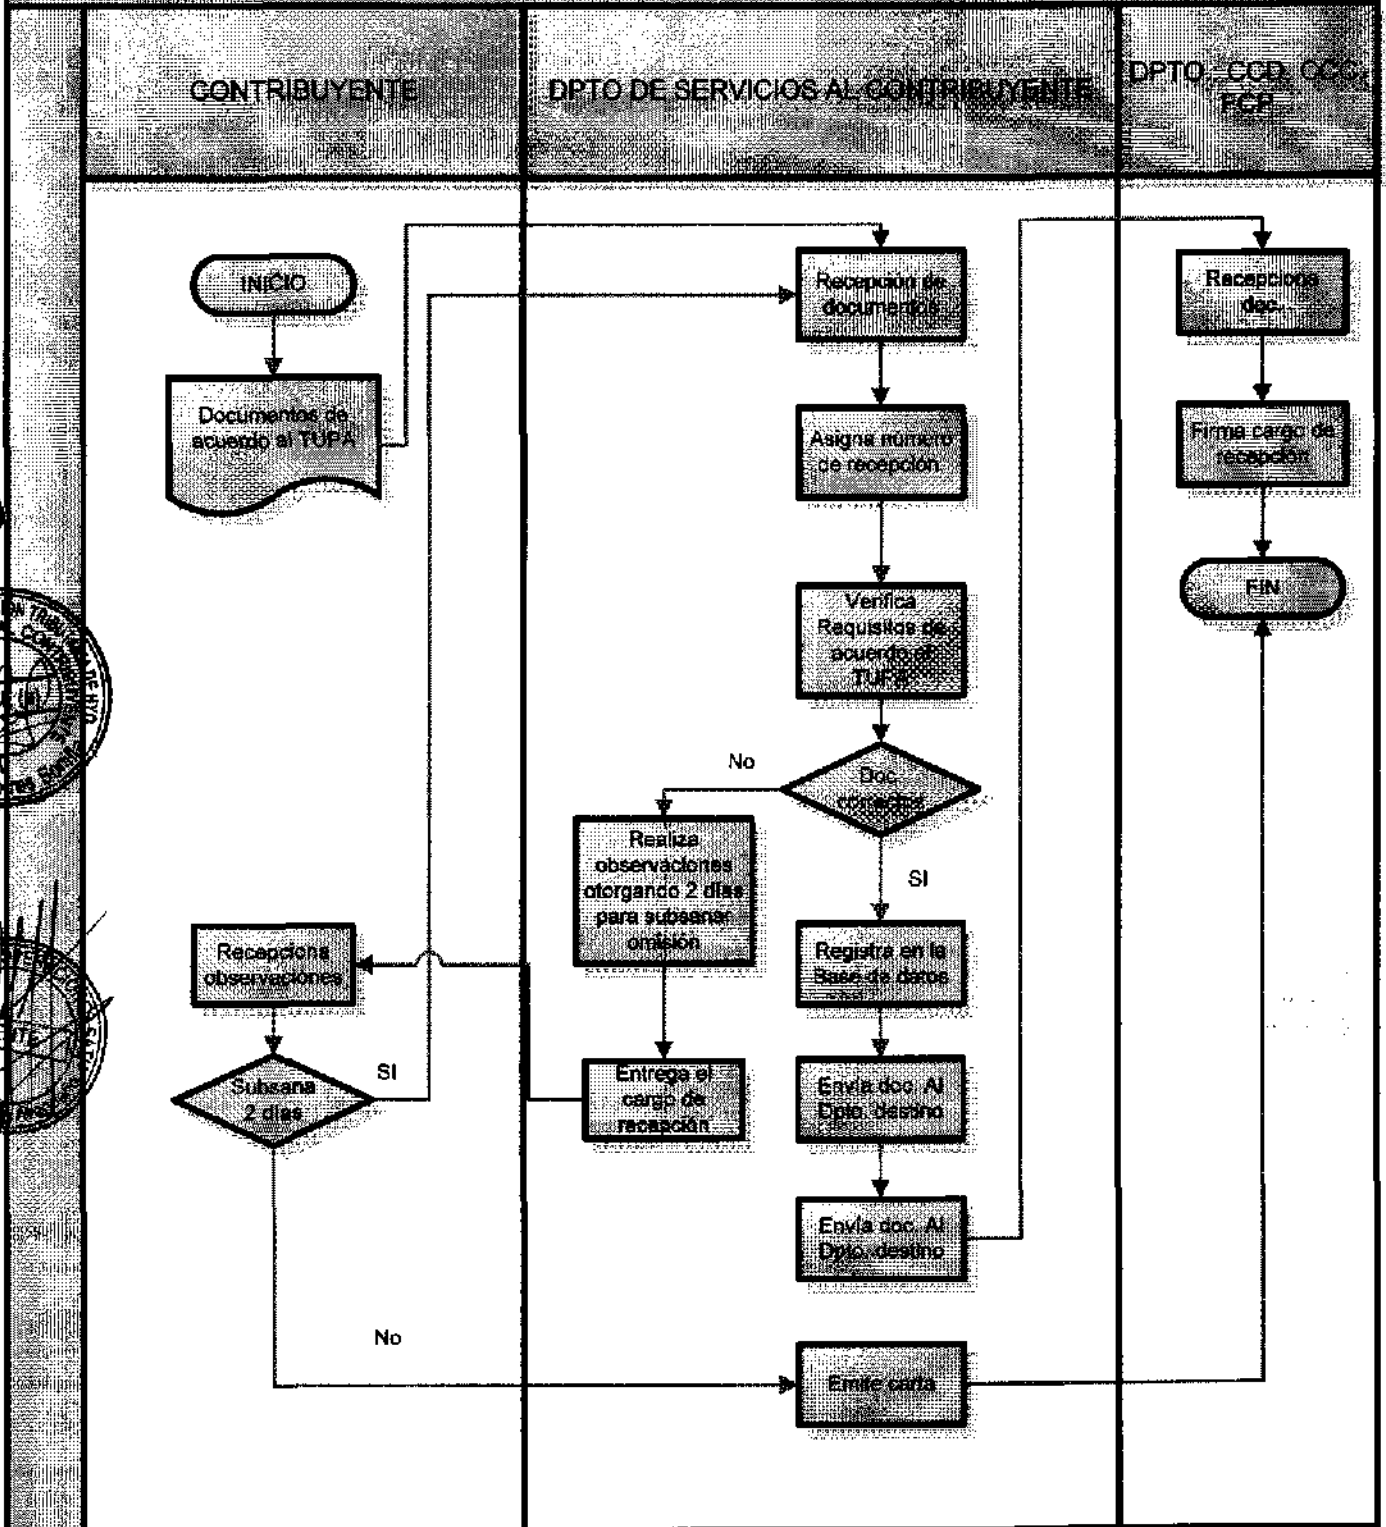 CONTRIBUYENTE
DPTO DE SERVICIOS AL CONTRIBUYENTE
DPTO. CCD, CCC,
FCP
INICIO
Documentos de
acuerdo al TUPA
Recepción de
documentos
Asigna número
de recepción.
Verifica
Requisitos de
acuerdo al
TUPA
Doc
correctos
No
SI
Realiza
observaciones
otorgando 2 días
para subsanar
omisión
Entrega el
cargo de
recepción
Recepciona
observaciones
Subsana
2 días
SI
No
Registra en la
Base de datos
Envía doc. Al
Dpto. destino
Envía doc. Al
Dpto. destino
Emite carta
Recepciona
doc.
Firma cargo de
recepción
FIN